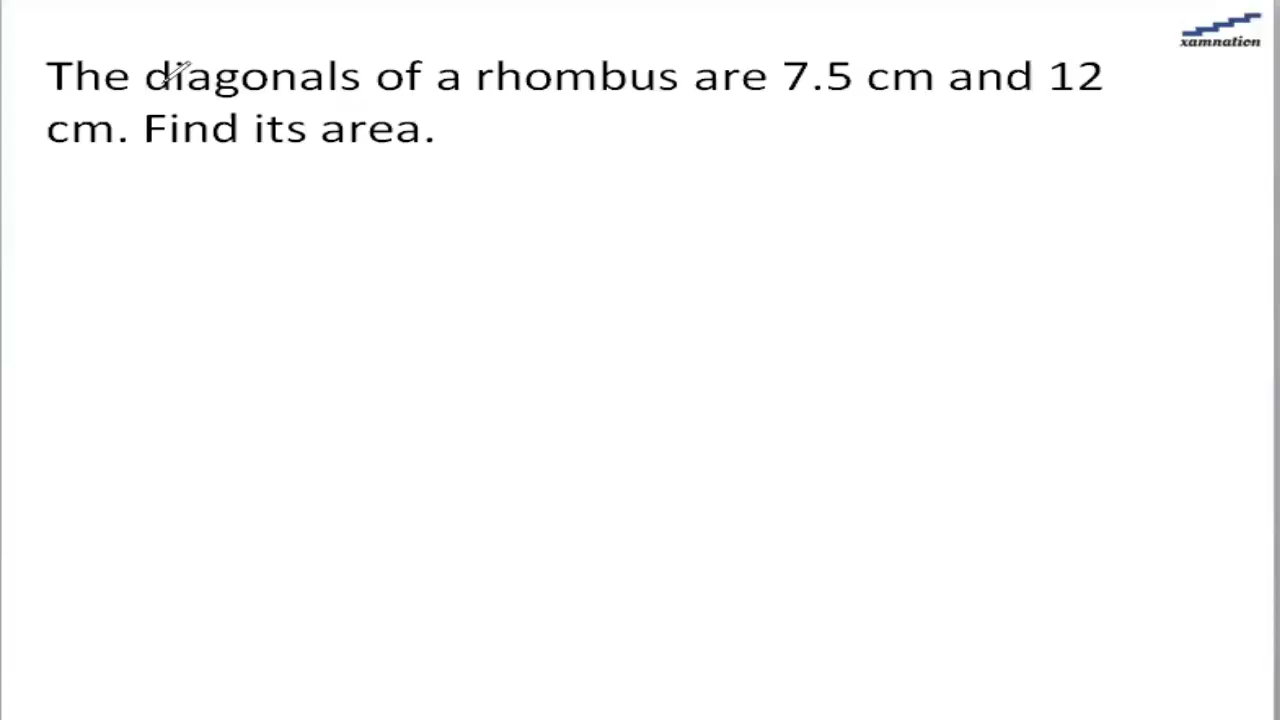 xamnation
The diagonals of a rhombus are 7.5 cm and 12
cm. Find its area.